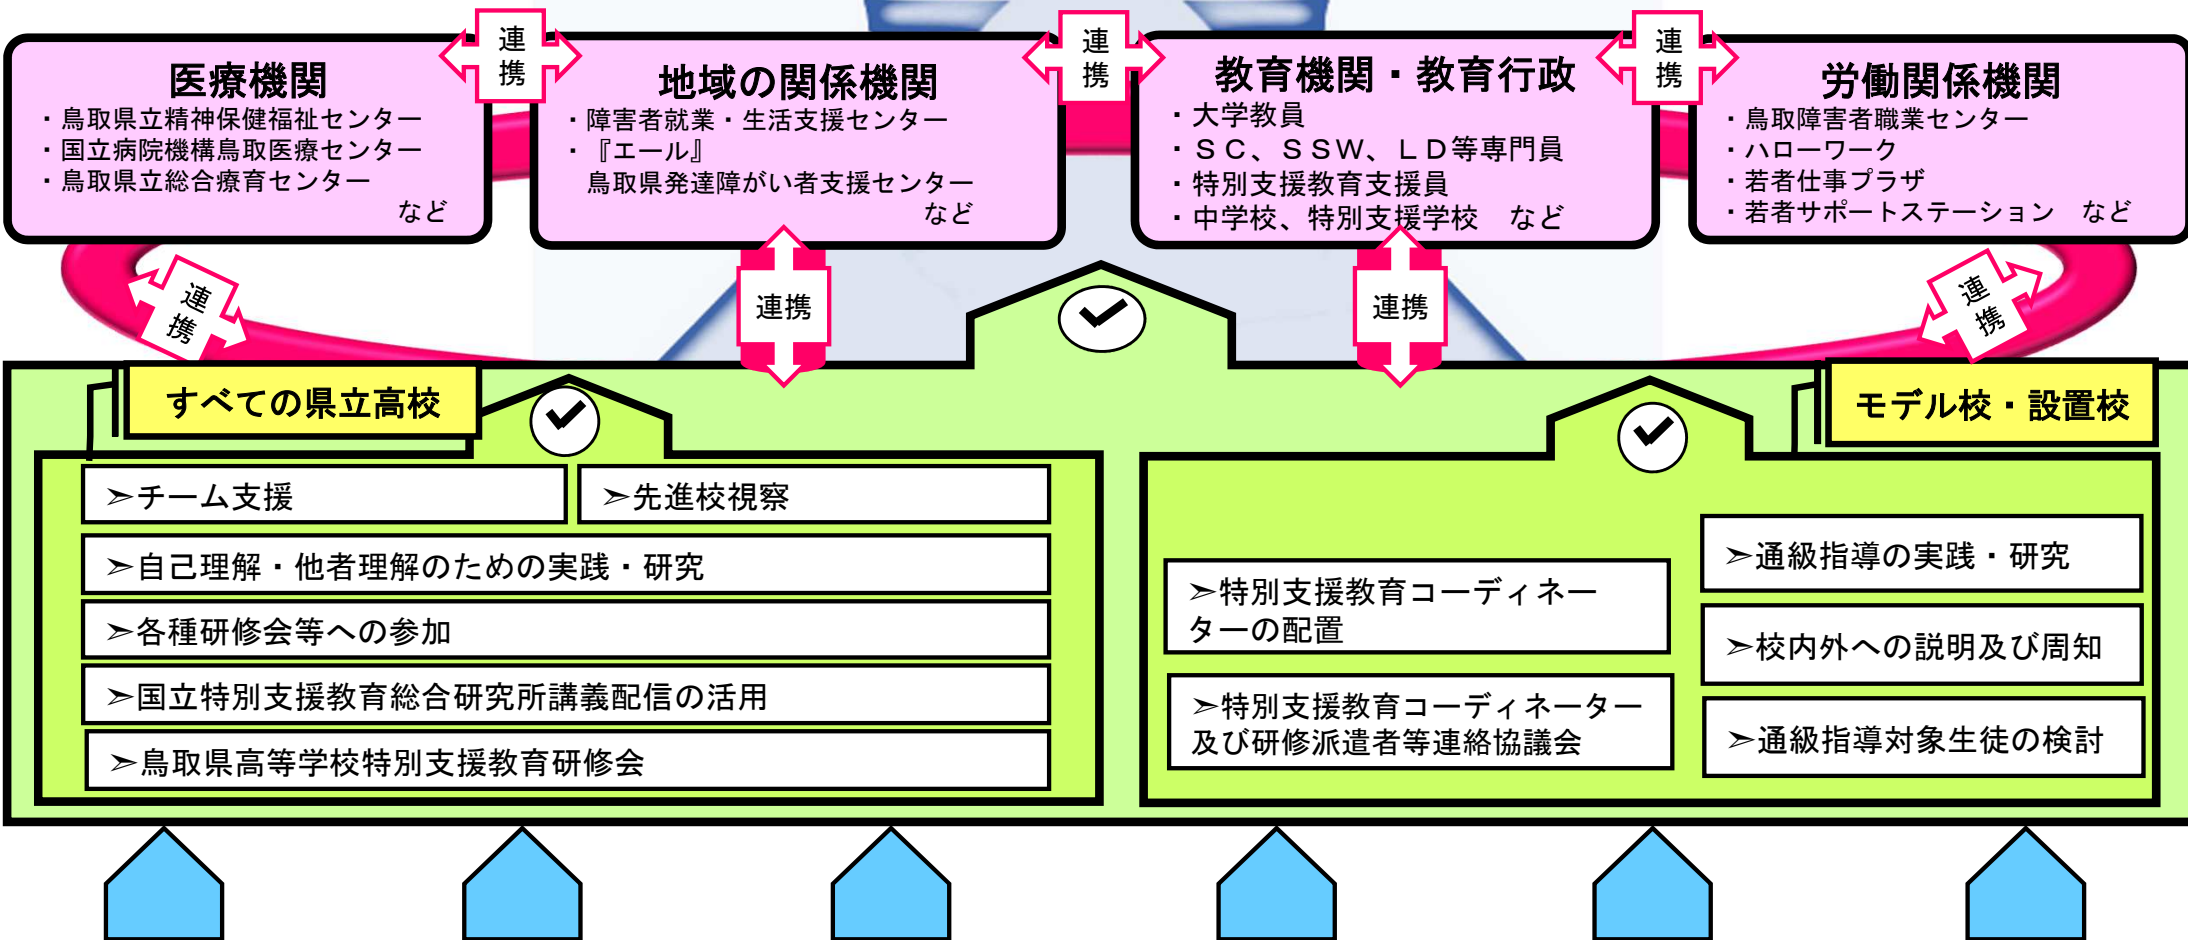 連携
連携
連携
医療機関
・鳥取県立精神保健福祉センター
・国立病院機構鳥取医療センター
・鳥取県立総合療育センター
など
地域の関係機関
・障害者就業・生活支援センター
・『エール』
鳥取県発達障がい者支援センター
など
教育機関・教育行政
・大学教員
・ＳＣ、ＳＳＷ、ＬＤ等専門員
・特別支援教育支援員
・中学校、特別支援学校　など
労働関係機関
・鳥取障害者職業センター
・ハローワーク
・若者仕事プラザ
・若者サポートステーション　など
連携
連携
連携
連携
すべての県立高校
➣チーム支援
➣先進校視察
➣自己理解・他者理解のための実践・研究
➣各種研修会等への参加
➣国立特別支援教育総合研究所講義配信の活用
➣鳥取県高等学校特別支援教育研修会
モデル校・設置校
➣特別支援教育コーディネー
ターの配置
➣特別支援教育コーディネーター
及び研修派遣者等連絡協議会
➣通級指導の実践・研究
➣校内外への説明及び周知
➣通級指導対象生徒の検討